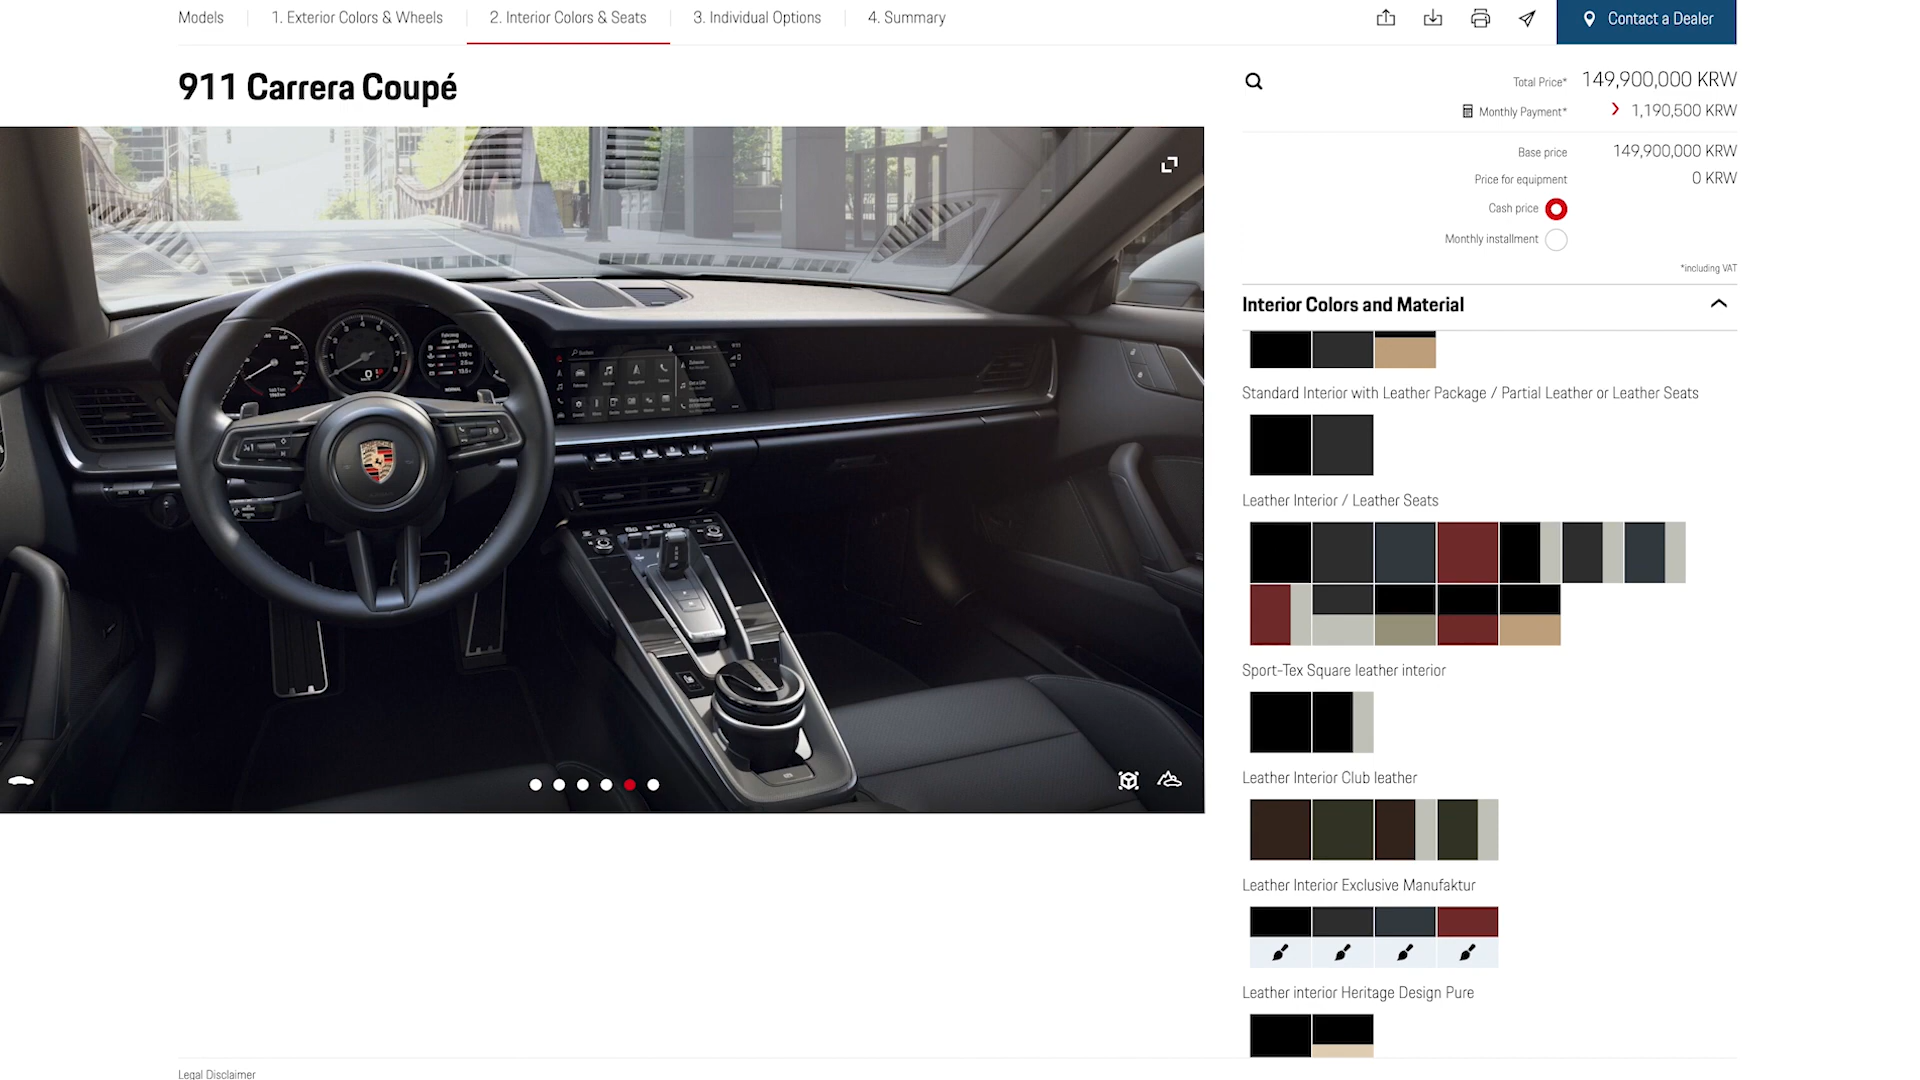 Models
1. Exterior Colors & Wheels
2. Interior Colors & Seats
3. Individual Options
4. Summary
Contact a Dealer
911 Carrera Coupé
Total Price* 149,900,000 KRW
Monthly Payment* 1,190,500 KRW
Base price 149,900,000 KRW
Price for equipment 0 KRW
Cash price
Monthly installment
*including VAT
Interior Colors and Material
Standard Interior with Leather Package / Partial Leather or Leather Seats
Leather Interior / Leather Seats
Sport-Tex Square leather interior
Leather Interior Club leather
Leather Interior Exclusive Manufaktur
Leather interior Heritage Design Pure
Legal Disclaimer